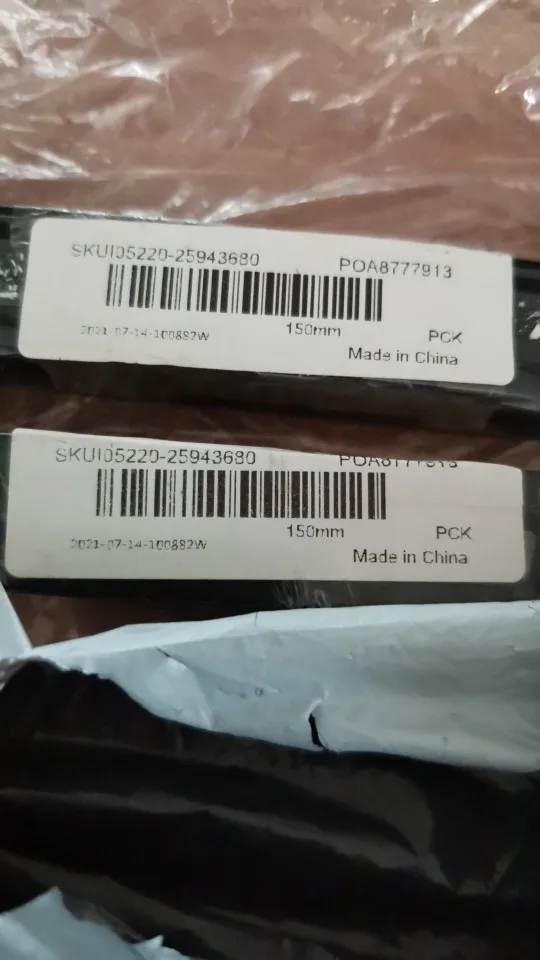 SKUI05220-25943680 POA8777913
2021-07-14-100882W 150mm PCK
Made in China
SKUI05220-25943680
2021-07-14-100882W 150mm PCK
Made in China